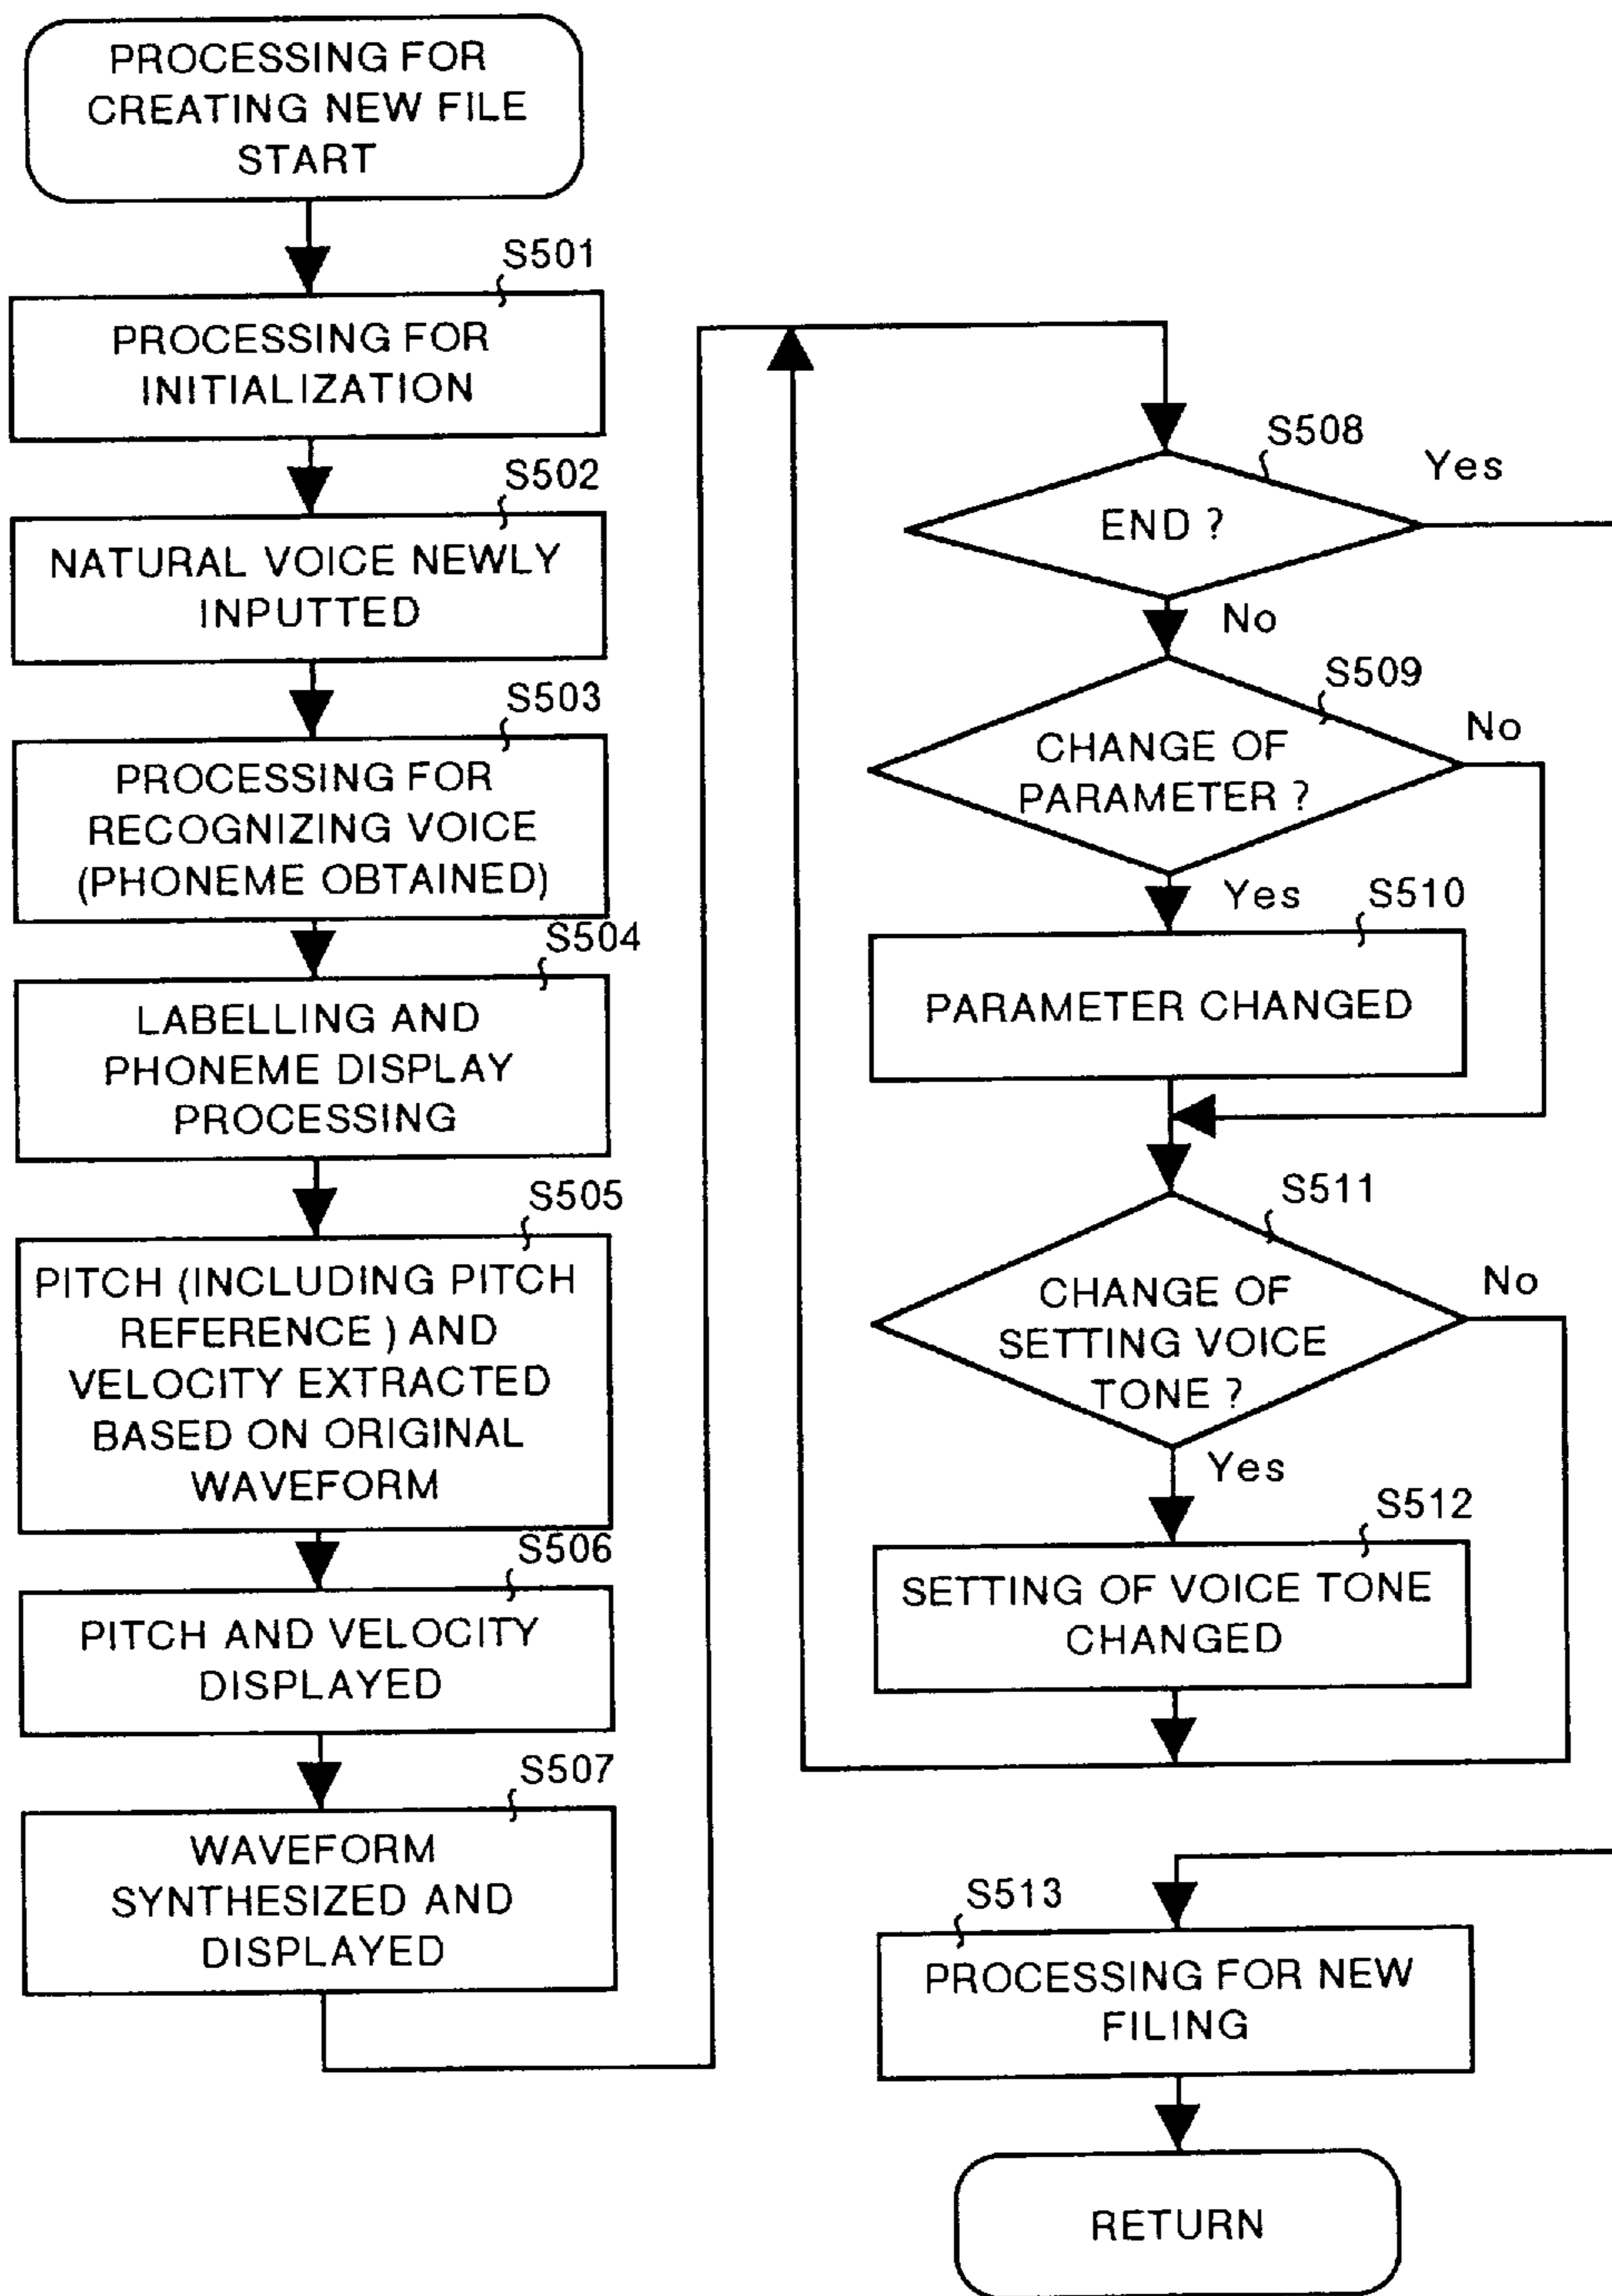 PROCESSING FOR
CREATING NEW FILE
START
S501
PROCESSING FOR
INITIALIZATION
S502
NATURAL VOICE NEWLY
INPUTTED
S503
PROCESSING FOR
RECOGNIZING VOICE
(PHONEME OBTAINED)
S504
LABELLING AND
PHONEME DISPLAY
PROCESSING
S505
PITCH (INCLUDING PITCH
REFERENCE ) AND
VELOCITY EXTRACTED
BASED ON ORIGINAL
WAVEFORM
S506
PITCH AND VELOCITY
DISPLAYED
S507
WAVEFORM
SYNTHESIZED AND
DISPLAYED
S508
Yes
END ?
No
S509
No
CHANGE OF
PARAMETER ?
Yes
S510
PARAMETER CHANGED
S511
No
CHANGE OF
SETTING VOICE
TONE ?
Yes
S512
SETTING OF VOICE TONE
CHANGED
S513
PROCESSING FOR NEW
FILING
RETURN